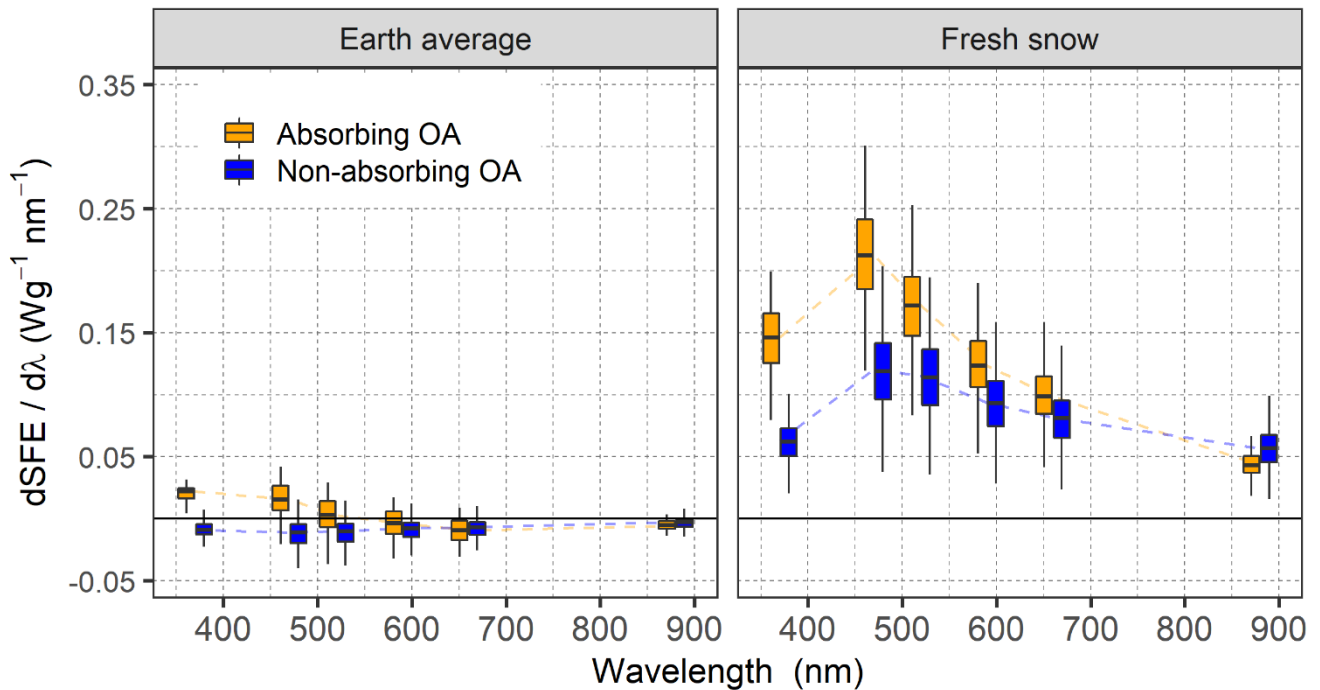 Earth average
Fresh snow
Absorbing OA
Non-absorbing OA
dSFE / dλ (Wg⁻¹ nm⁻¹)
0.35
0.25
0.15
0.05
-0.05
400 500 600 700 800 900
400 500 600 700 800 900
Wavelength (nm)